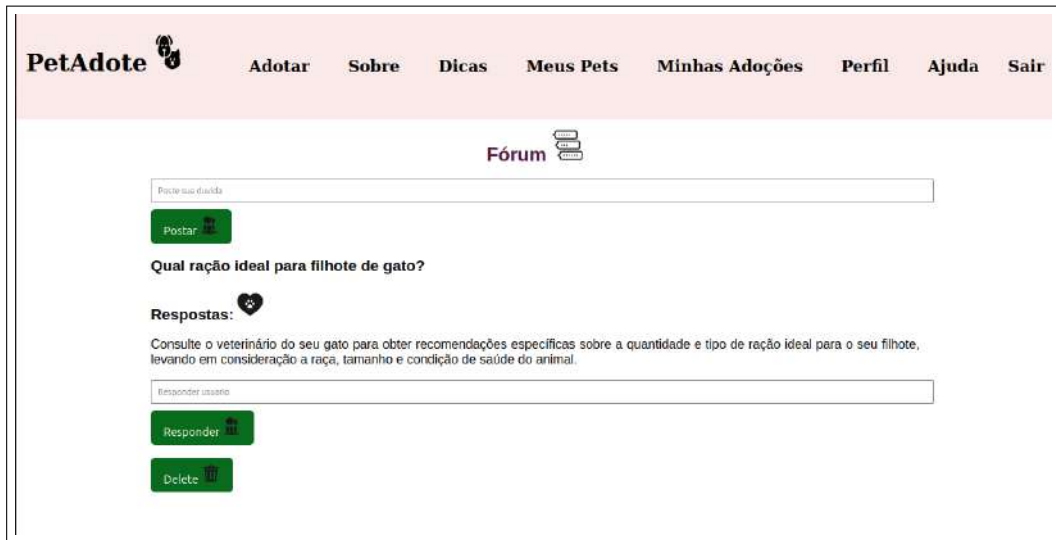 PetAdote
Adotar Sobre Dicas Meus Pets Minhas Adoções Perfil Ajuda Sair
Fórum
Poste sua duvida
Postar
Qual ração ideal para filhote de gato?
Respostas:
Consulte o veterinário do seu gato para obter recomendações específicas sobre a quantidade e tipo de ração ideal para o seu filhote,
levando em consideração a raça, tamanho e condição de saúde do animal.
Responder usuario
Responder
Delete